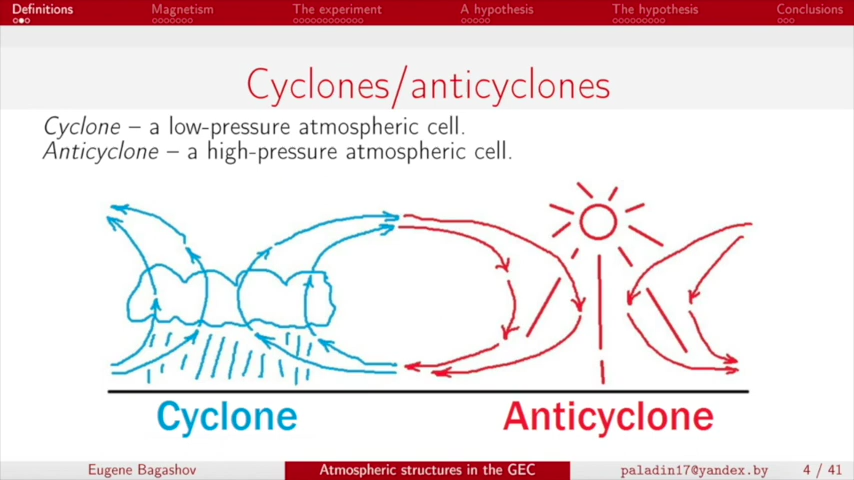 Definitions Magnetism The experiment A hypothesis The hypothesis Conclusions
Cyclones/anticyclones
Cyclone – a low-pressure atmospheric cell.
Anticyclone – a high-pressure atmospheric cell.
Cyclone Anticyclone
Eugene Bagashov Atmospheric structures in the GEC paladin17@yandex.by 4 / 41